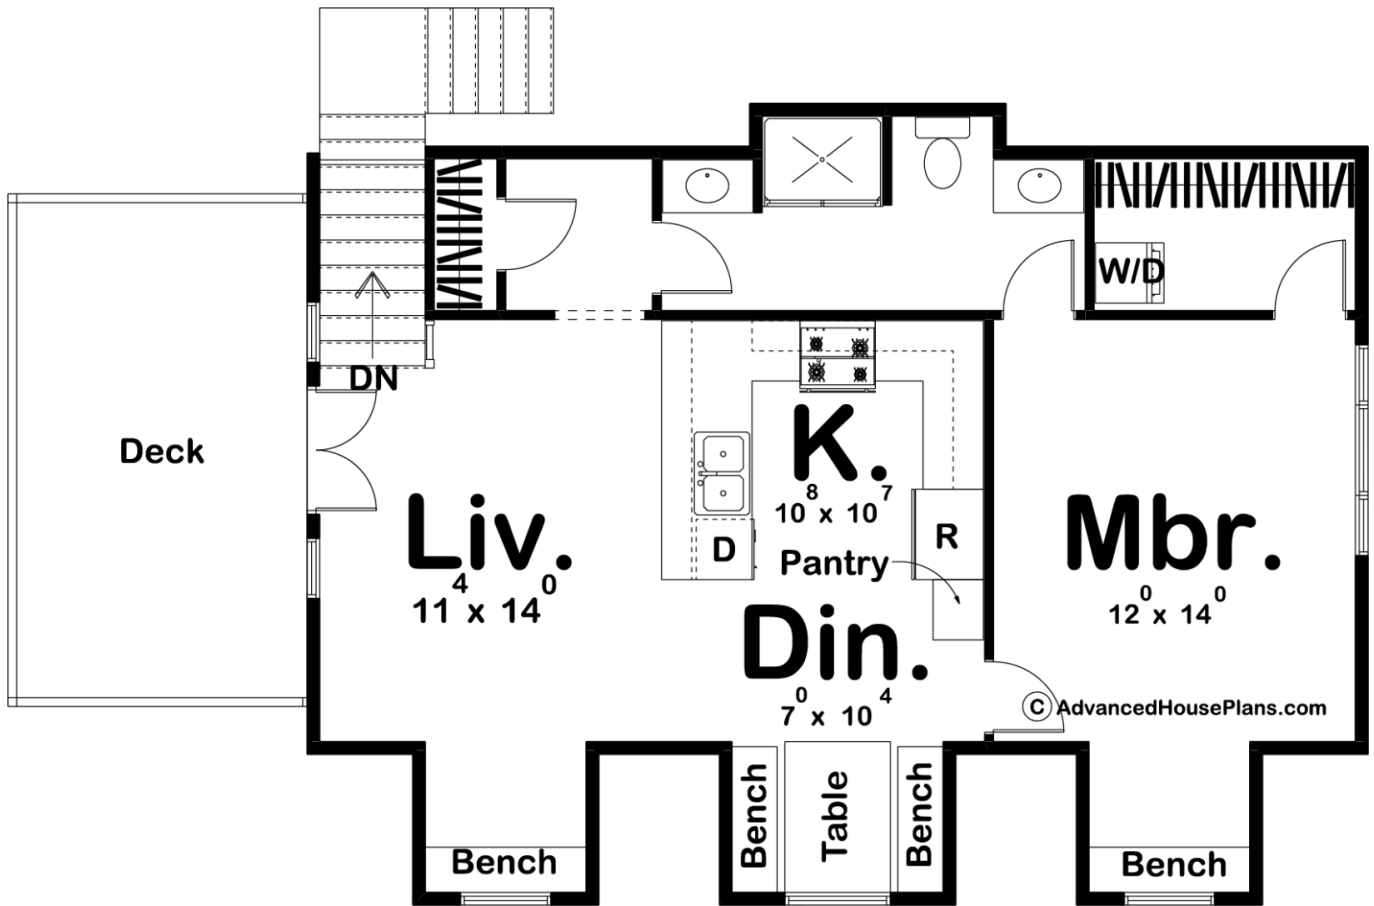 W/D
DN
Deck
K.
10⁸ x 10⁷
Liv.
11⁴ x 14⁰
D
R
Pantry
Mbr.
12⁰ x 14⁰
Din.
7⁰ x 10⁴
© AdvancedHousePlans.com
Bench
Bench
Table
Bench
Bench